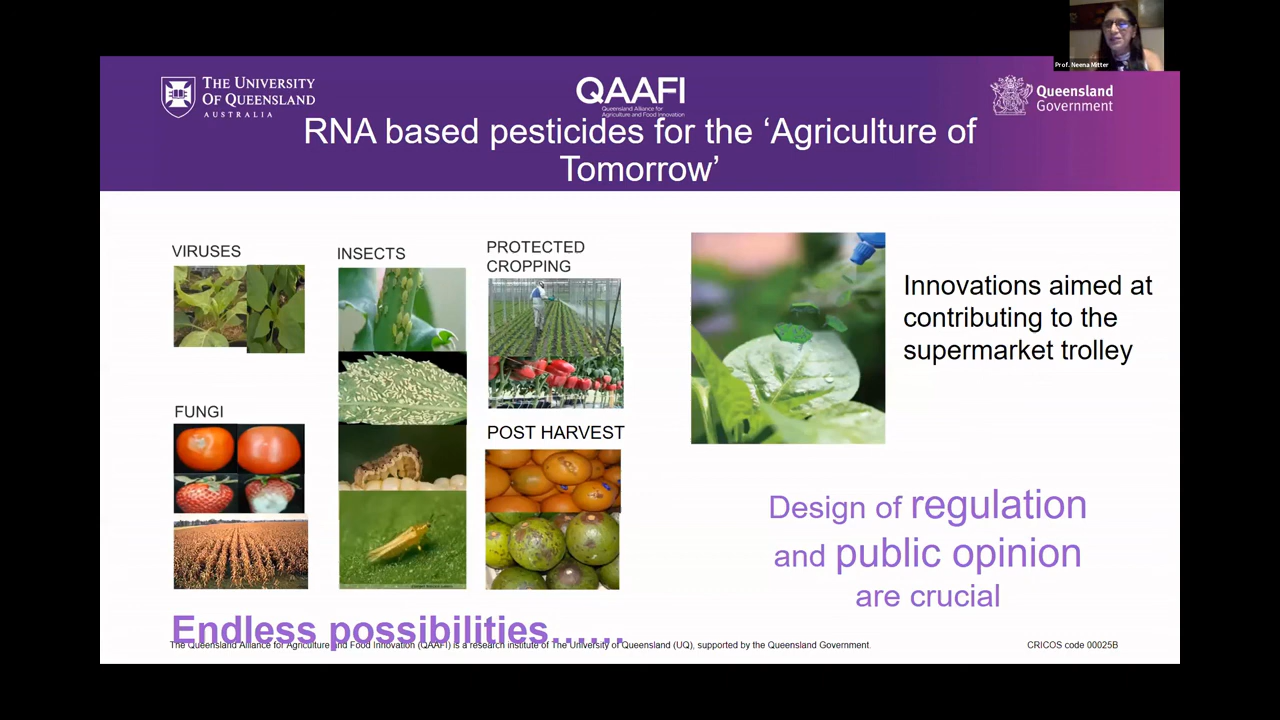 Prof. Neena Mitter
THE UNIVERSITY
OF QUEENSLAND
AUSTRALIA
QAAFI
Queensland Alliance for
Agriculture and Food Innovation
Queensland
Government
RNA based pesticides for the ‘Agriculture of
Tomorrow’
VIRUSES
INSECTS
PROTECTED
CROPPING
FUNGI
POST HARVEST
Innovations aimed at
contributing to the
supermarket trolley
Design of regulation
and public opinion
are crucial
Endless possibilities……
The Queensland Alliance for Agriculture and Food Innovation (QAAFI) is a research institute of The University of Queensland (UQ), supported by the Queensland Government.
CRICOS code 00025B